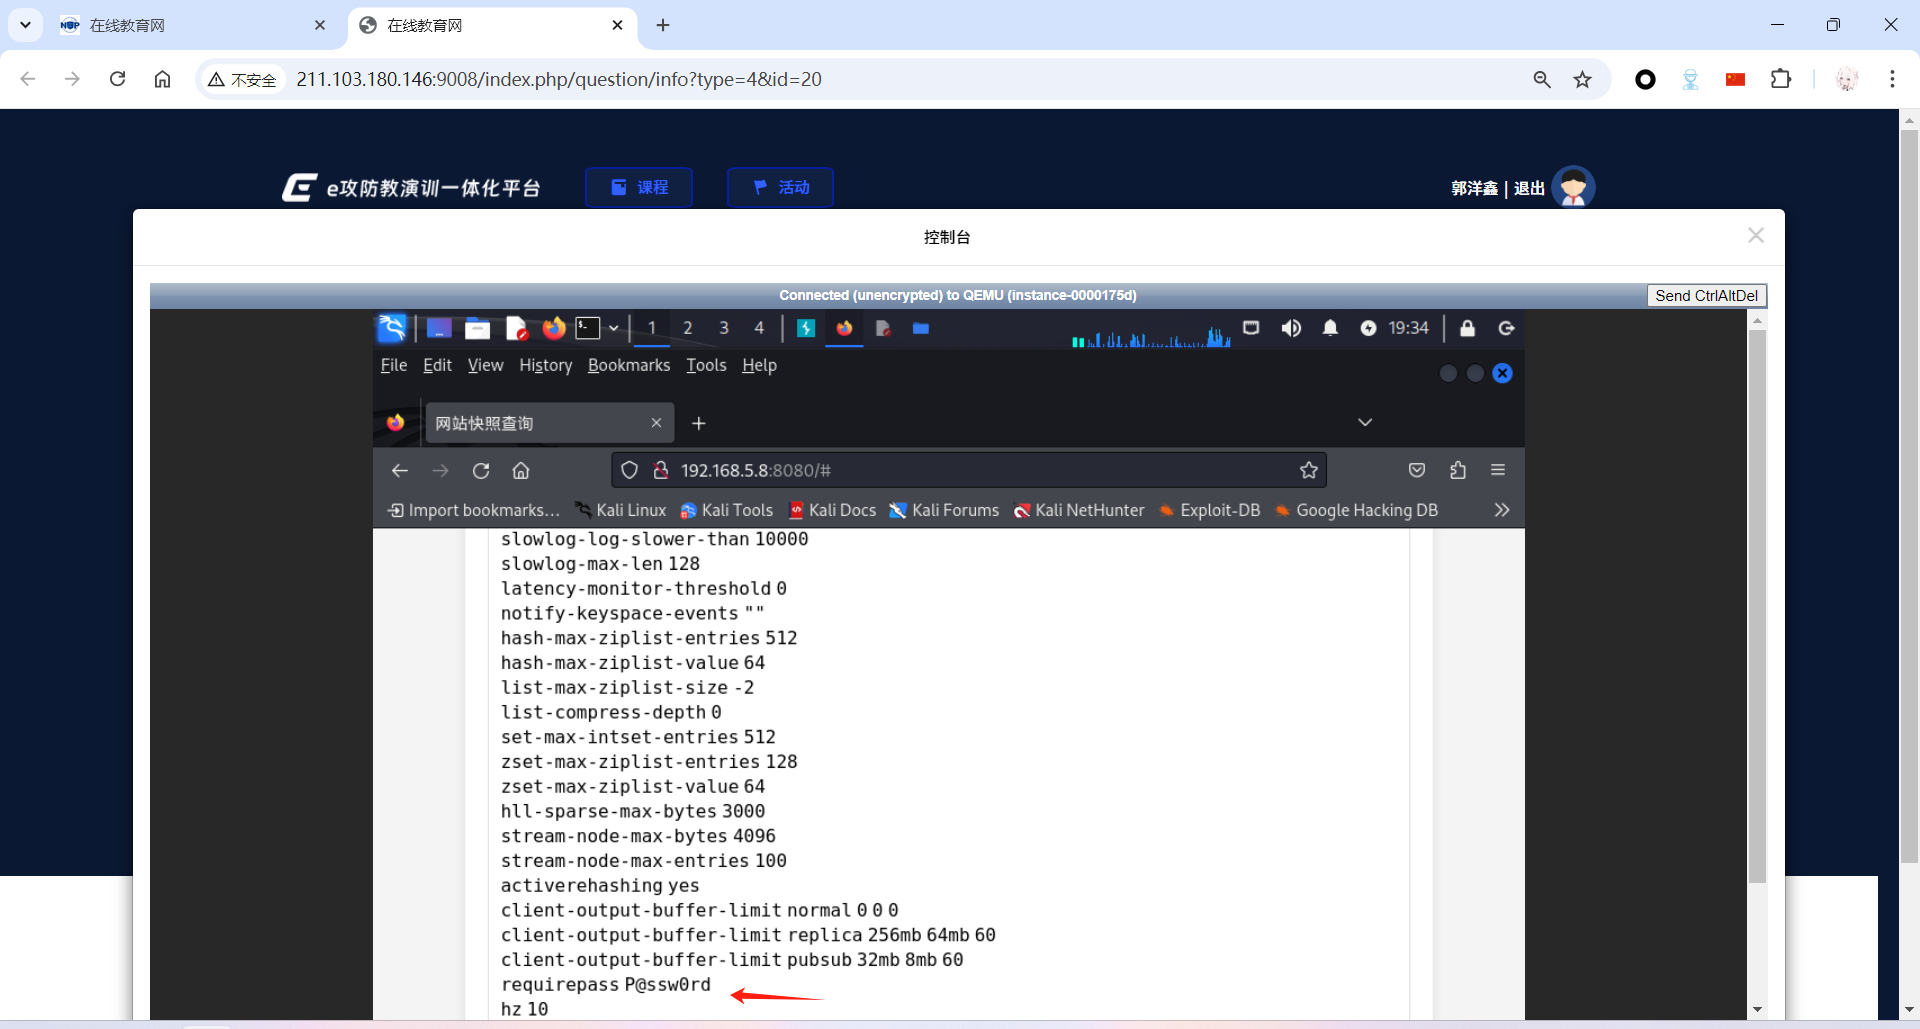 在线教育网
在线教育网
不安全
211.103.180.146:9008/index.php/question/info?type=4&id=20
e攻防教演训一体化平台
课程
活动
郭洋鑫 | 退出
控制台
Connected (unencrypted) to QEMU (instance-0000175d)
Send CtrlAltDel
1 2 3 4
19:34
File Edit View History Bookmarks Tools Help
网站快照查询
192.168.5.8:8080/#
Import bookmarks... Kali Linux Kali Tools Kali Docs Kali Forums Kali NetHunter Exploit-DB Google Hacking DB
slowlog-log-slower-than 10000
slowlog-max-len 128
latency-monitor-threshold 0
notify-keyspace-events ""
hash-max-ziplist-entries 512
hash-max-ziplist-value 64
list-max-ziplist-size -2
list-compress-depth 0
set-max-intset-entries 512
zset-max-ziplist-entries 128
zset-max-ziplist-value 64
hll-sparse-max-bytes 3000
stream-node-max-bytes 4096
stream-node-max-entries 100
activerehashing yes
client-output-buffer-limit normal 0 0 0
client-output-buffer-limit replica 256mb 64mb 60
client-output-buffer-limit pubsub 32mb 8mb 60
requirepass P@ssw0rd
hz 10